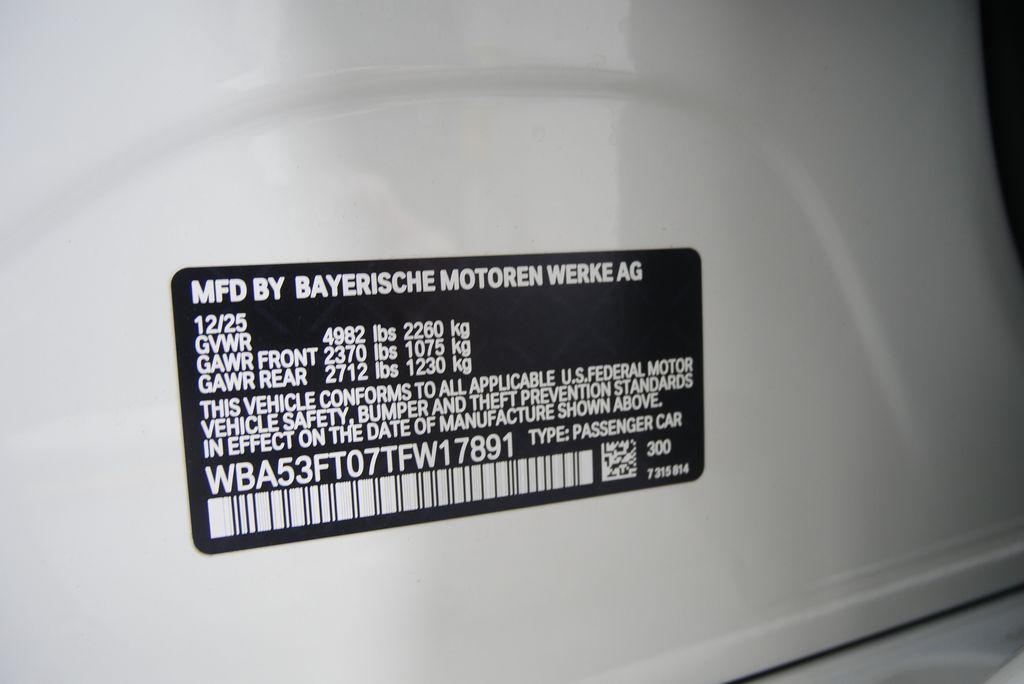 MFD BY BAYERISCHE MOTOREN WERKE AG
12/25
GVWR 4982 lbs 2260 kg
GAWR FRONT 2370 lbs 1075 kg
GAWR REAR 2712 lbs 1230 kg
THIS VEHICLE CONFORMS TO ALL APPLICABLE U.S.FEDERAL MOTOR
VEHICLE SAFETY, BUMPER AND THEFT PREVENTION STANDARDS
IN EFFECT ON THE DATE OF MANUFACTURE SHOWN ABOVE.
WBA53FT07TFW17891 TYPE: PASSENGER CAR
300
7 315 814